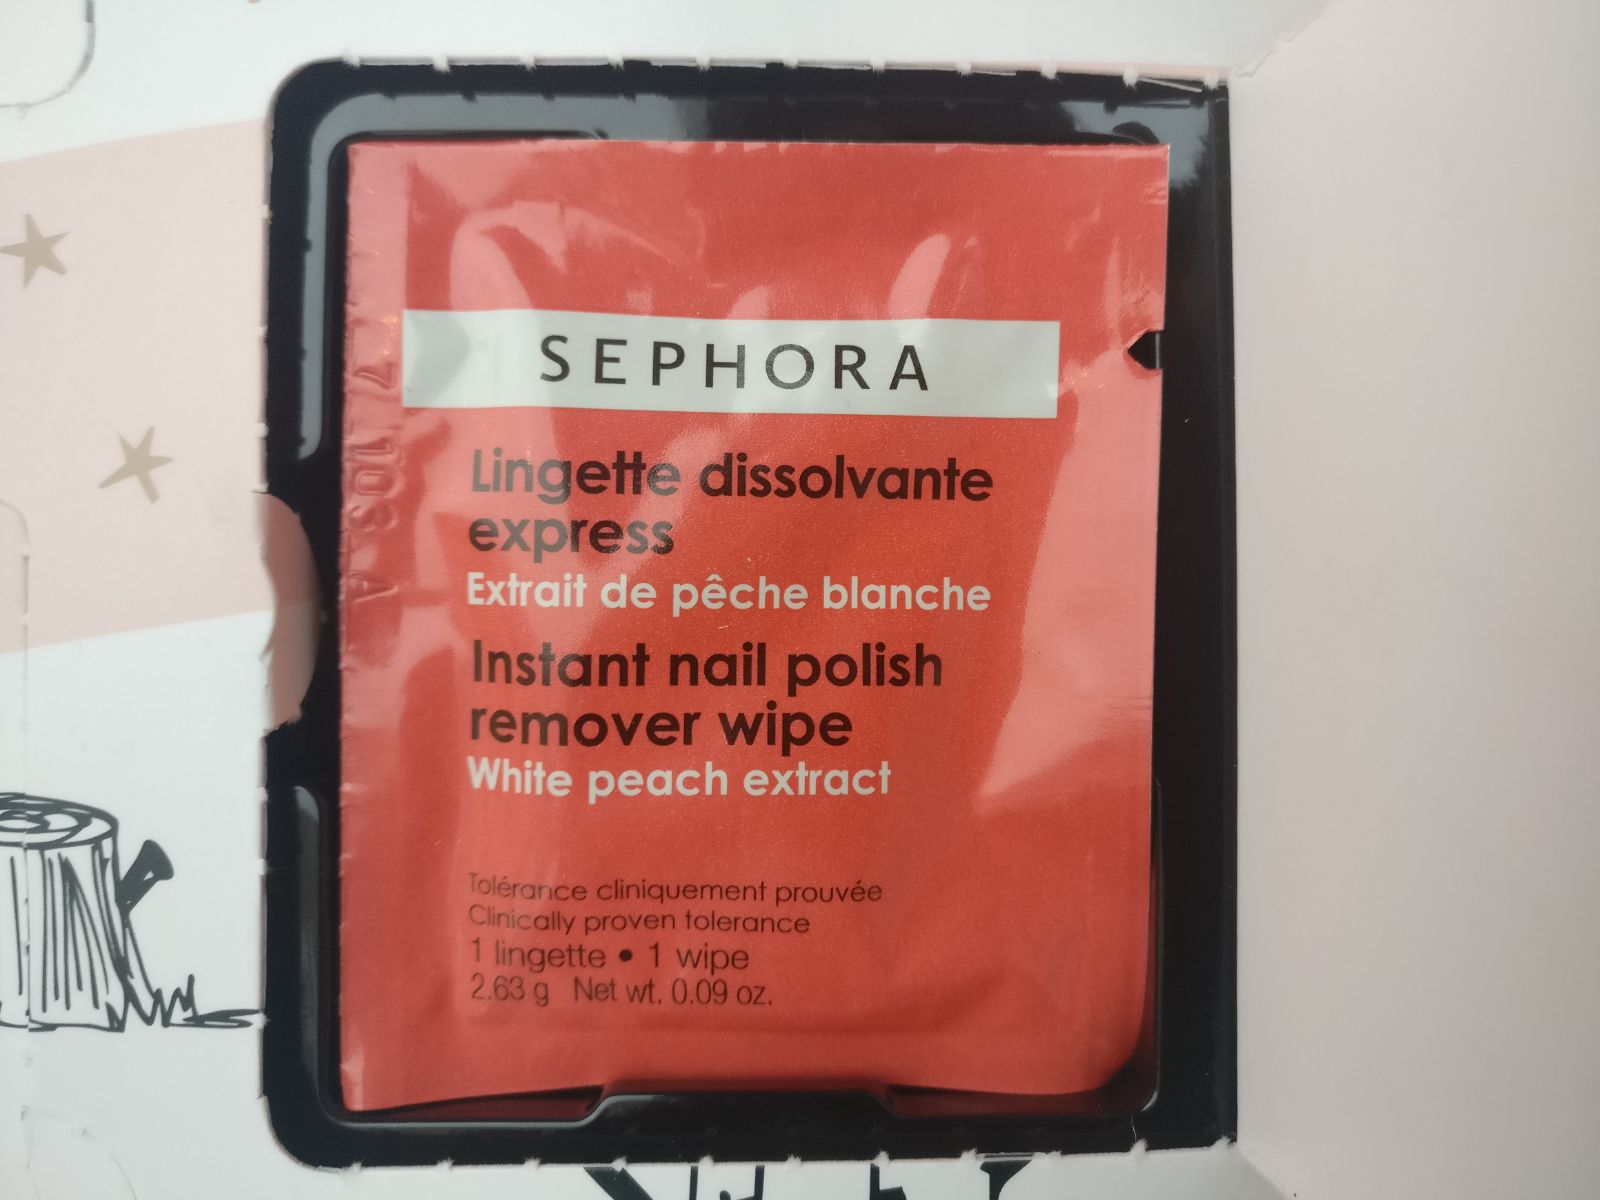 SEPHORA
Lingette dissolvante
express
Extrait de pêche blanche
Instant nail polish
remover wipe
White peach extract
Tolérance cliniquement prouvée
Clinically proven tolerance
1 lingette • 1 wipe
2.63 g Net wt. 0.09 oz.